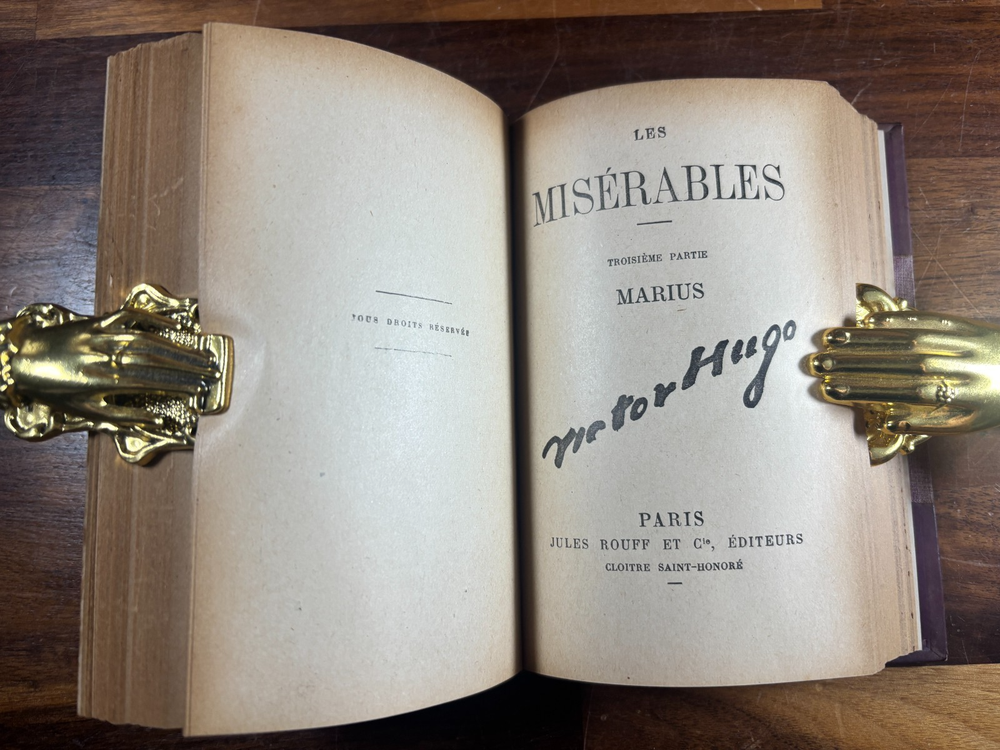 TOUS DROITS RÉSERVÉS
LES
MISÉRABLES
TROISIÈME PARTIE
MARIUS
Victor Hugo
PARIS
JULES ROUFF ET Cie, ÉDITEURS
CLOITRE SAINT-HONORÉ